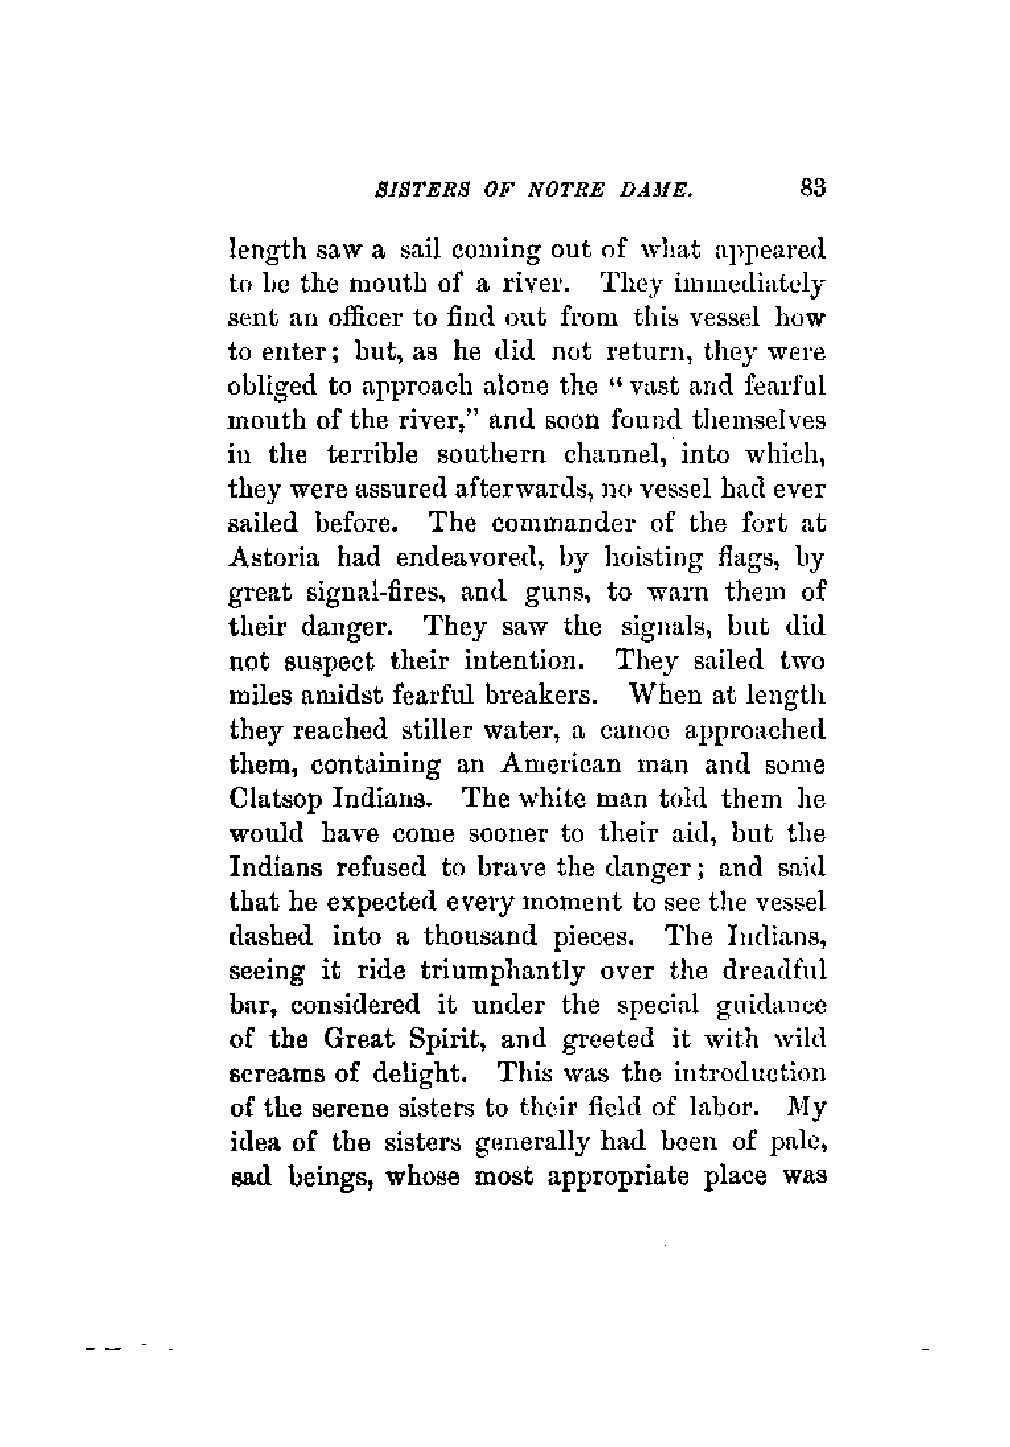 SISTERS OF NOTRE DAME. 83
length saw a sail coming out of what appeared
to be the mouth of a river. They immediately
sent an officer to find out from this vessel how
to enter; but, as he did not return, they were
obliged to approach alone the "vast and fearful
mouth of the river," and soon found themselves
in the terrible southern channel, into which,
they were assured afterwards, no vessel had ever
sailed before. The commander of the fort at
Astoria had endeavored, by hoisting flags, by
great signal-fires, and guns, to warn them of
their danger. They saw the signals, but did
not suspect their intention. They sailed two
miles amidst fearful breakers. When at length
they reached stiller water, a canoe approached
them, containing an American man and some
Clatsop Indians. The white man told them he
would have come sooner to their aid, but the
Indians refused to brave the danger; and said
that he expected every moment to see the vessel
dashed into a thousand pieces. The Indians,
seeing it ride triumphantly over the dreadful
bar, considered it under the special guidance
of the Great Spirit, and greeted it with wild
screams of delight. This was the introduction
of the serene sisters to their field of labor. My
idea of the sisters generally had been of pale,
sad beings, whose most appropriate place was